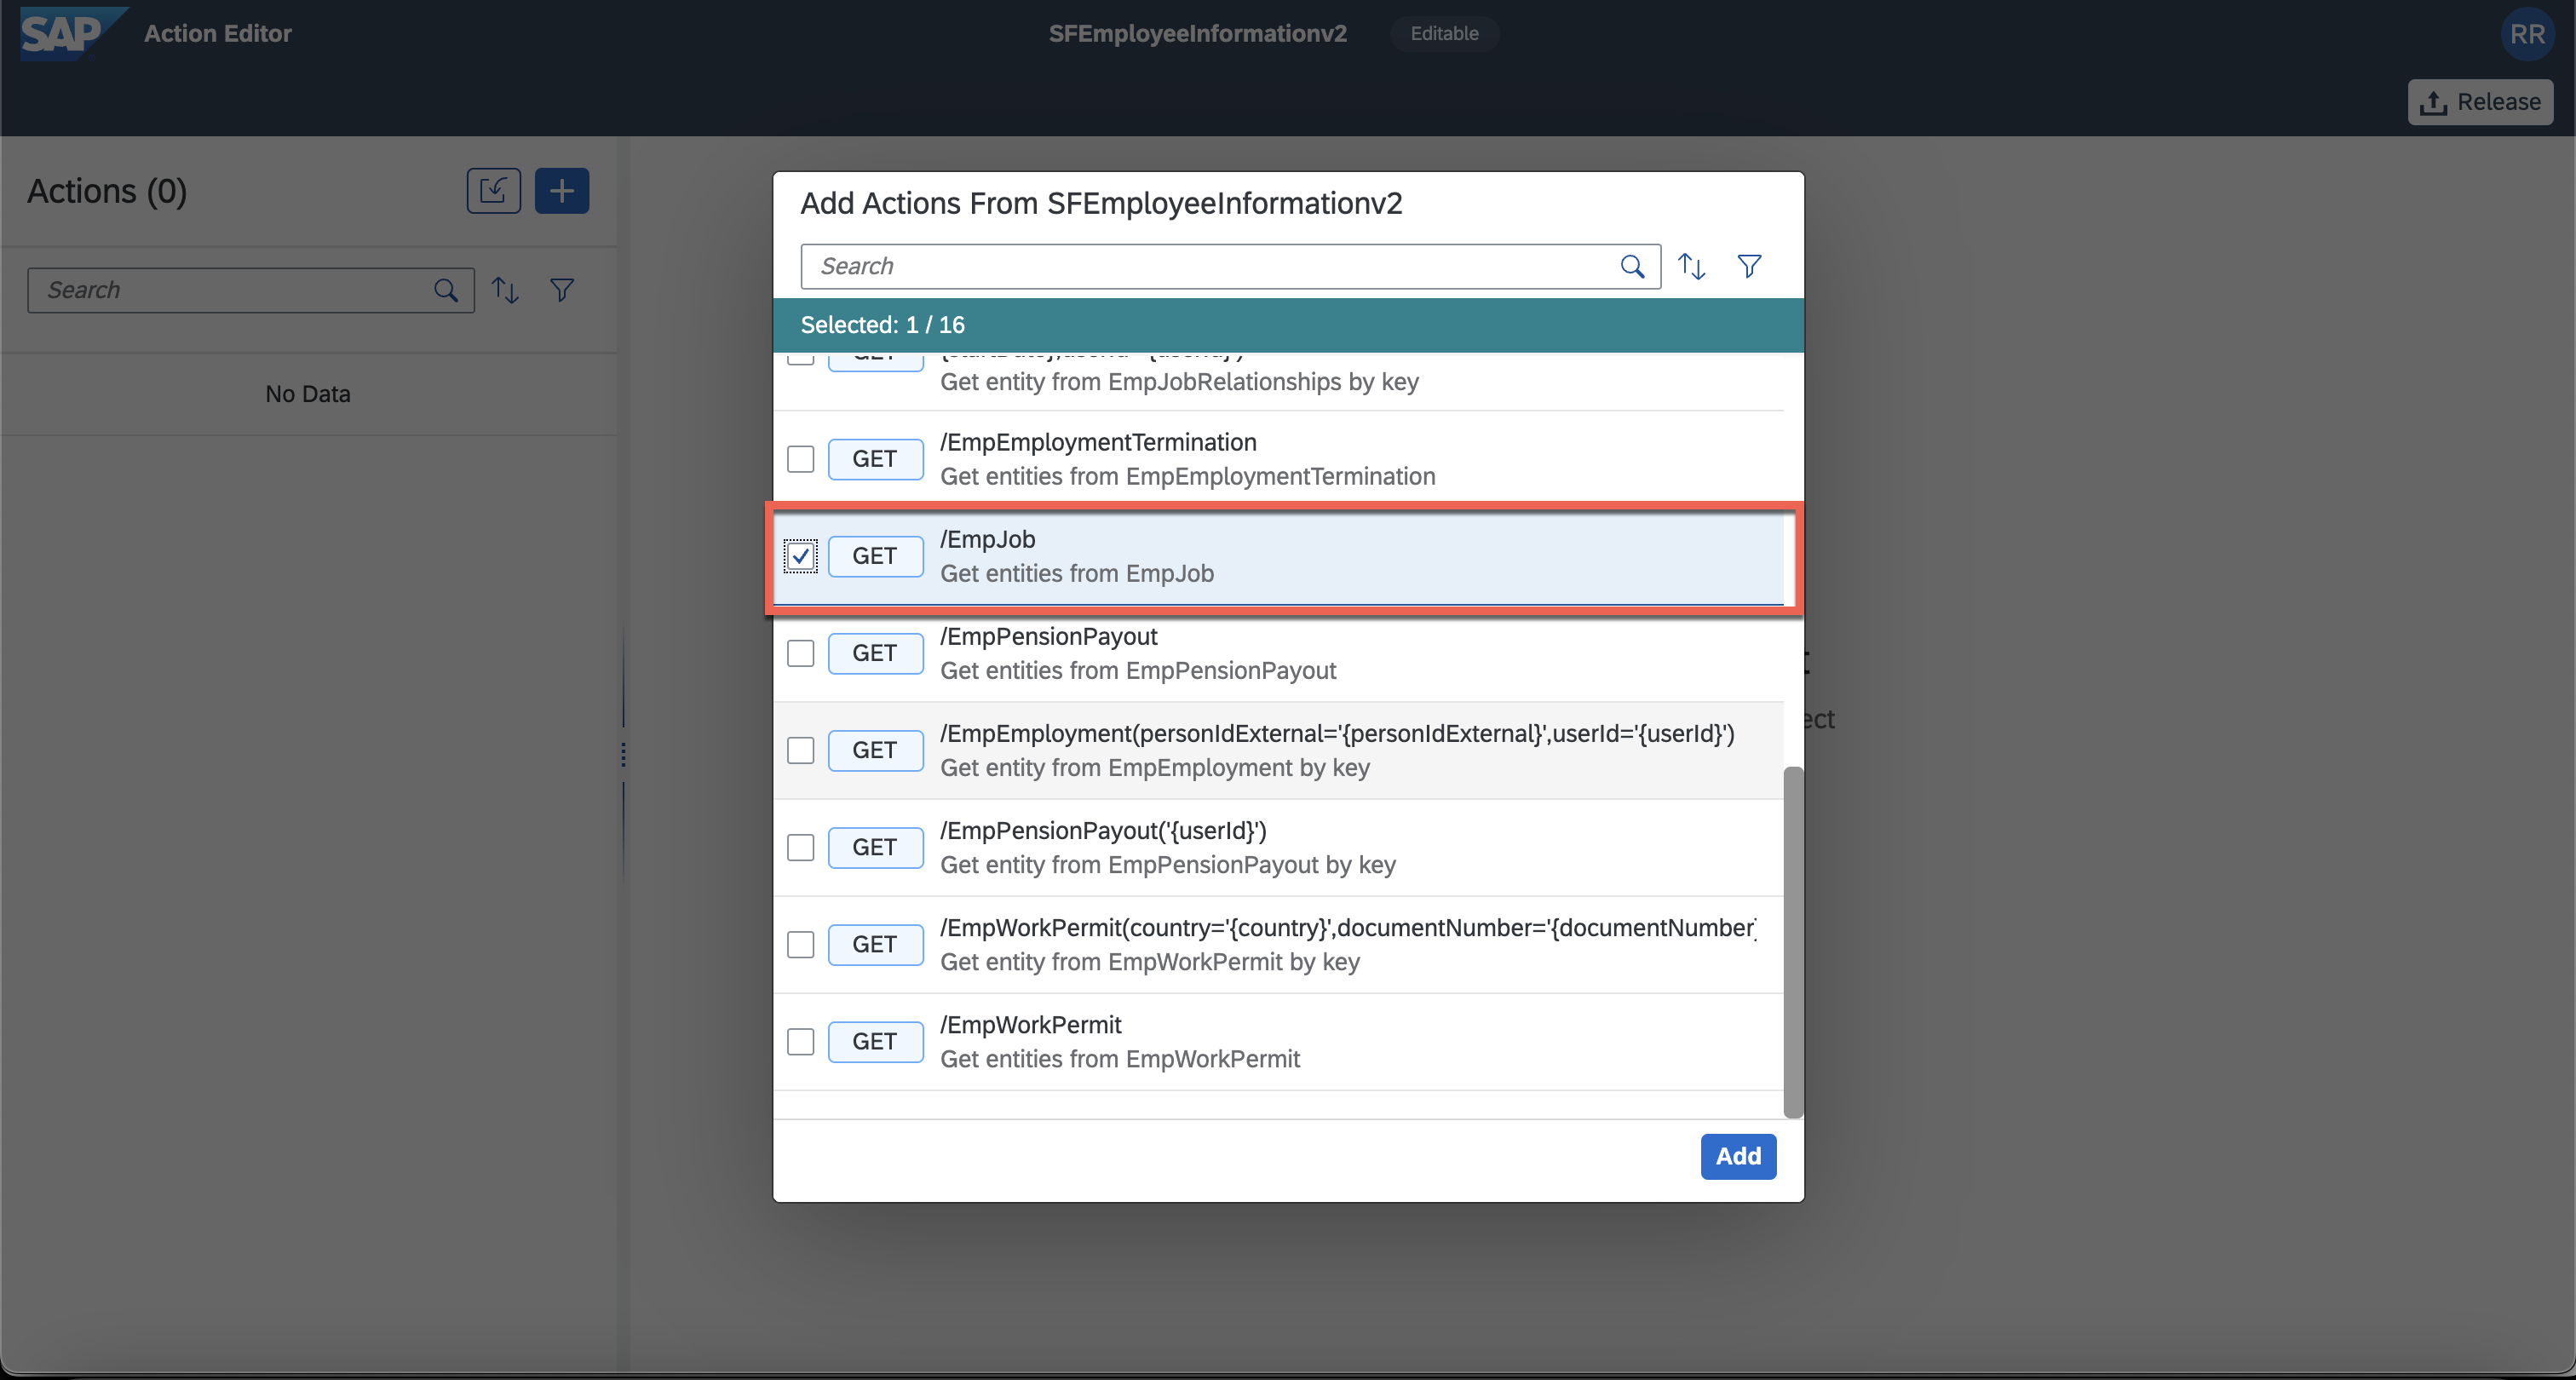 SAP Action Editor
SFEmployeeInformationv2 Editable
RR
Release
Actions (0)
Search
No Data
Add Actions From SFEmployeeInformationv2
Search
Selected: 1 / 16
Get entity from EmpJobRelationships by key
GET /EmpEmploymentTermination
Get entities from EmpEmploymentTermination
GET /EmpJob
Get entities from EmpJob
GET /EmpPensionPayout
Get entities from EmpPensionPayout
GET /EmpEmployment(personIdExternal='{personIdExternal}',userId='{userId}')
Get entity from EmpEmployment by key
GET /EmpPensionPayout('{userId}')
Get entity from EmpPensionPayout by key
GET /EmpWorkPermit(country='{country}',documentNumber='{documentNumber}
Get entity from EmpWorkPermit by key
GET /EmpWorkPermit
Get entities from EmpWorkPermit
Add
ect